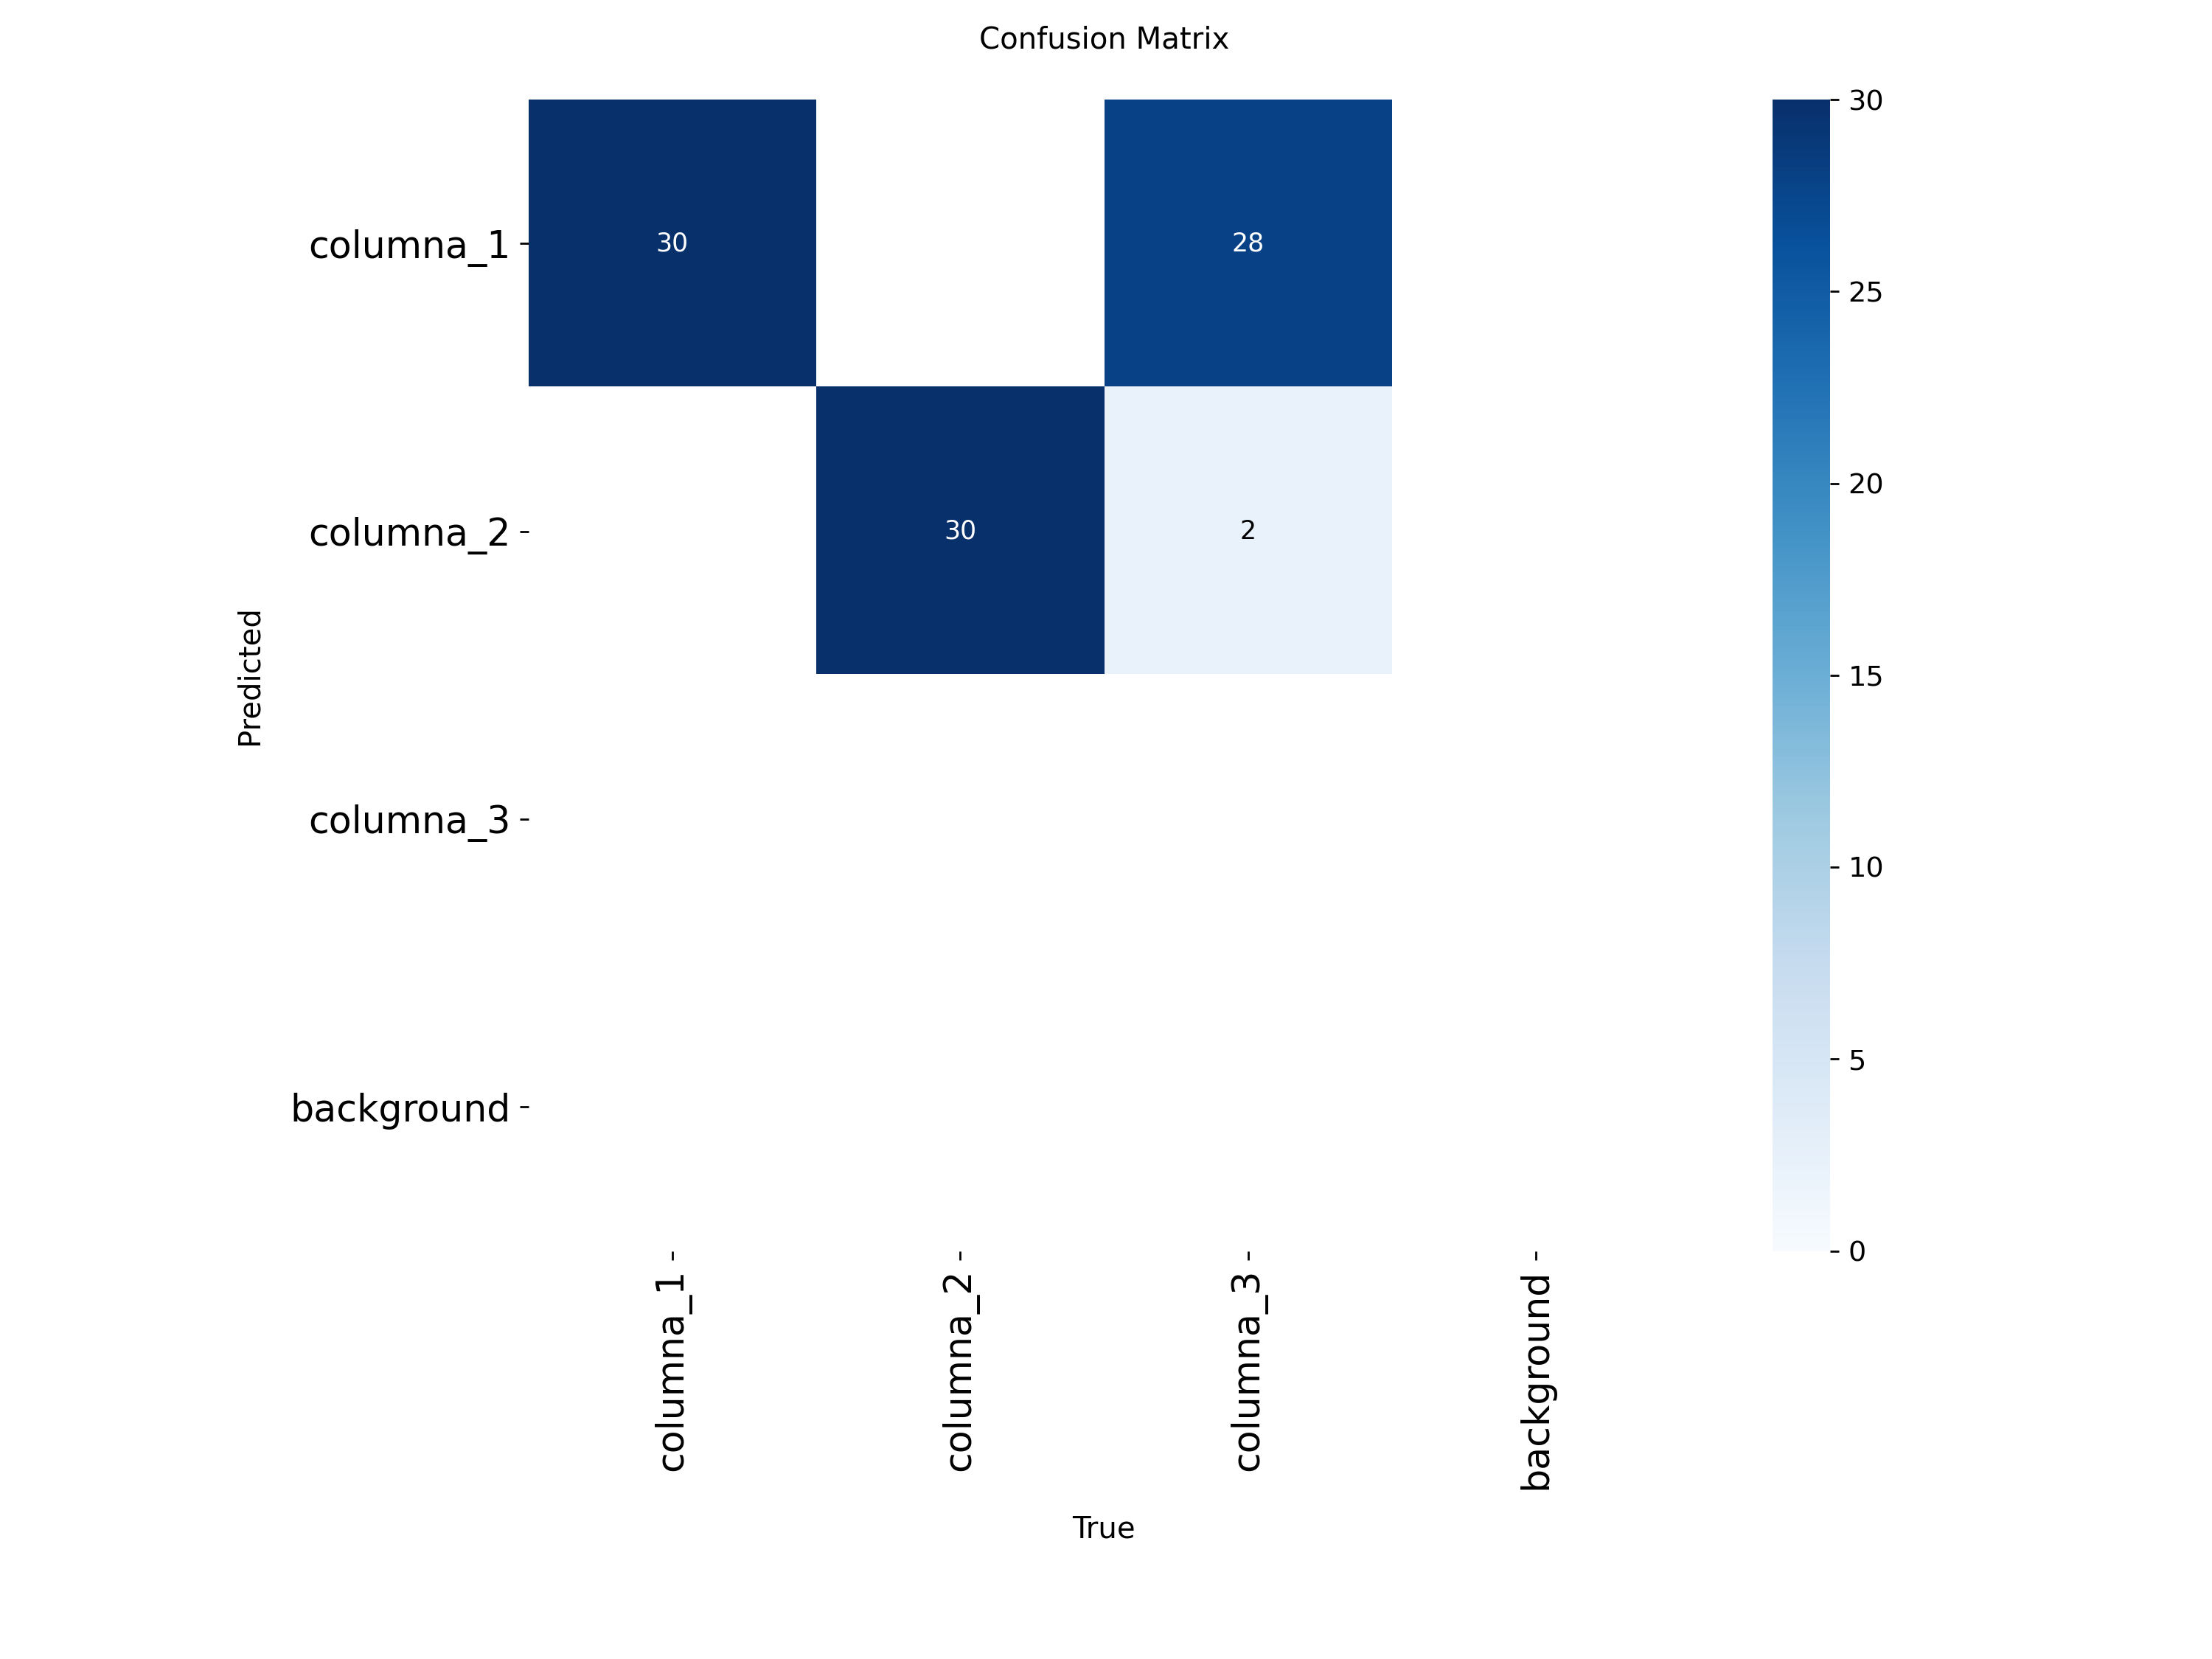 Confusion Matrix
columna_1
30
28
columna_2
30
2
columna_3
background
Predicted
columna_1
columna_2
columna_3
background
True
30
25
20
15
10
5
0